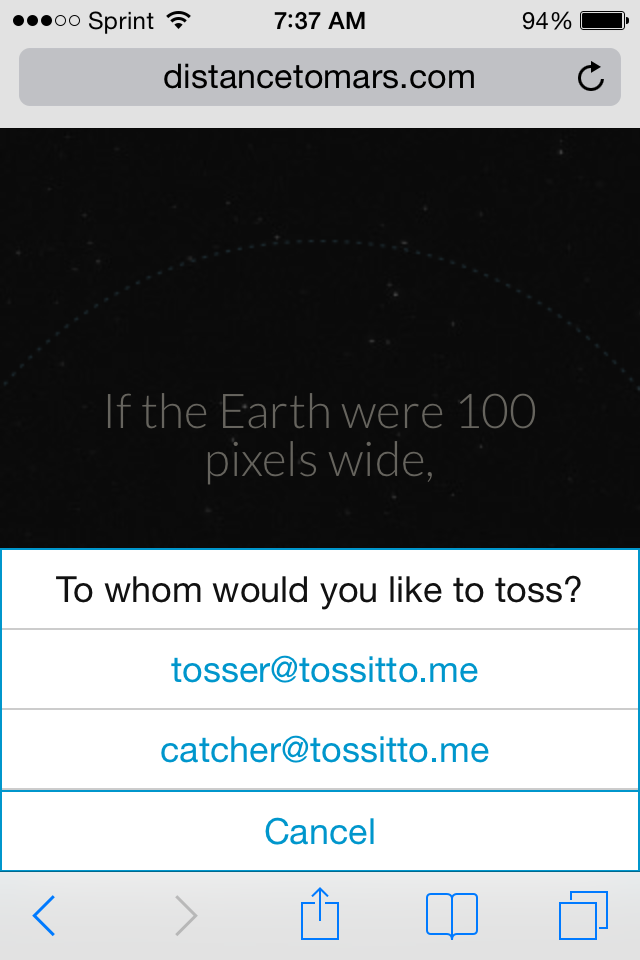 Sprint 7:37 AM 94%
distancetomars.com
If the Earth were 100
pixels wide,
To whom would you like to toss?
tosser@tossitto.me
catcher@tossitto.me
Cancel